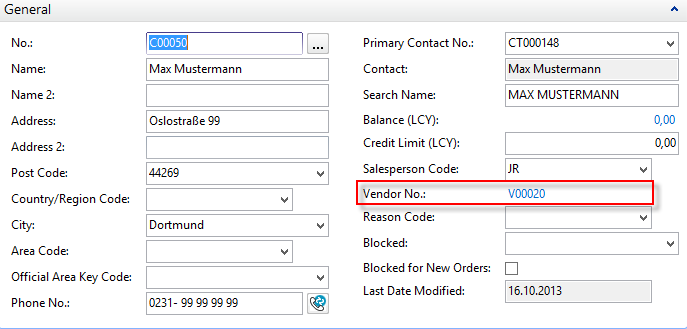 General
No.: C00050 ...
Name: Max Mustermann
Name 2:
Address: Oslostraße 99
Address 2:
Post Code: 44269
Country/Region Code:
City: Dortmund
Area Code:
Official Area Key Code:
Phone No.: 0231- 99 99 99 99
Primary Contact No.: CT000148
Contact: Max Mustermann
Search Name: MAX MUSTERMANN
Balance (LCY): 0,00
Credit Limit (LCY): 0,00
Salesperson Code: JR
Vendor No.: V00020
Reason Code:
Blocked:
Blocked for New Orders:
Last Date Modified: 16.10.2013